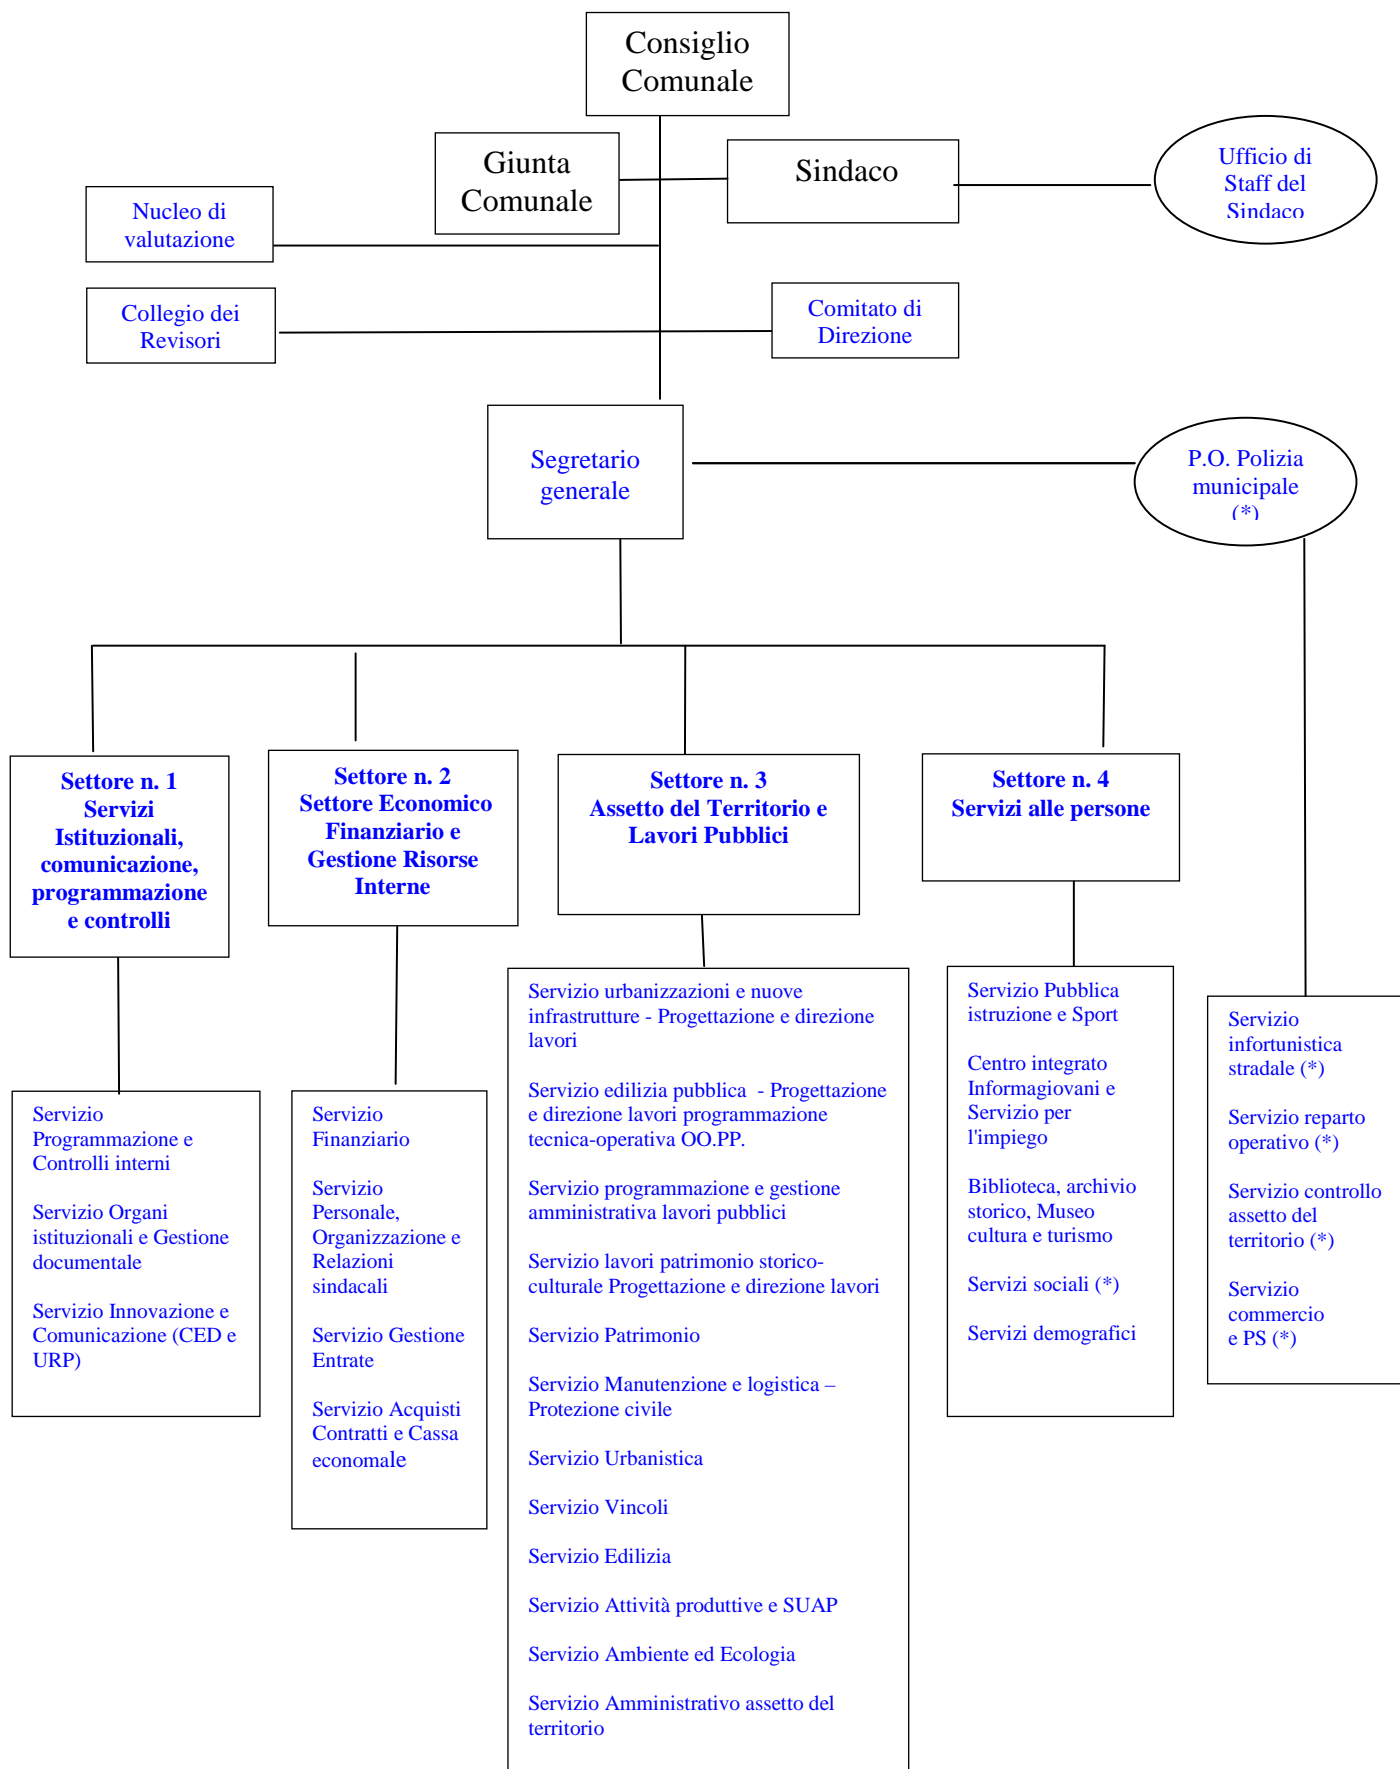 Consiglio
Comunale
Giunta
Comunale
Sindaco
Ufficio di
Staff del
Sindaco
Nucleo di
valutazione
Collegio dei
Revisori
Comitato di
Direzione
Segretario
generale
P.O. Polizia
municipale
(*)
Settore n. 1
Servizi
Istituzionali,
comunicazione,
programmazione
e controlli
Settore n. 2
Settore Economico
Finanziario e
Gestione Risorse
Interne
Settore n. 3
Assetto del Territorio e
Lavori Pubblici
Settore n. 4
Servizi alle persone
Servizio
Programmazione e
Controlli interni
Servizio Organi
istituzionali e Gestione
documentale
Servizio Innovazione e
Comunicazione (CED e
URP)
Servizio
Finanziario
Servizio
Personale,
Organizzazione e
Relazioni
sindacali
Servizio Gestione
Entrate
Servizio Acquisti
Contratti e Cassa
economale
Servizio urbanizzazioni e nuove
infrastrutture - Progettazione e direzione
lavori
Servizio edilizia pubblica  - Progettazione
e direzione lavori programmazione
tecnica-operativa OO.PP.
Servizio programmazione e gestione
amministrativa lavori pubblici
Servizio lavori patrimonio storico-
culturale Progettazione e direzione lavori
Servizio Patrimonio
Servizio Manutenzione e logistica –
Protezione civile
Servizio Urbanistica
Servizio Vincoli
Servizio Edilizia
Servizio Attività produttive e SUAP
Servizio Ambiente ed Ecologia
Servizio Amministrativo assetto del
territorio
Servizio Pubblica
istruzione e Sport
Centro integrato
Informagiovani e
Servizio per
l'impiego
Biblioteca, archivio
storico, Museo
cultura e turismo
Servizi sociali (*)
Servizi demografici
Servizio
infortunistica
stradale (*)
Servizio reparto
operativo (*)
Servizio controllo
assetto del
territorio (*)
Servizio
commercio
e PS (*)